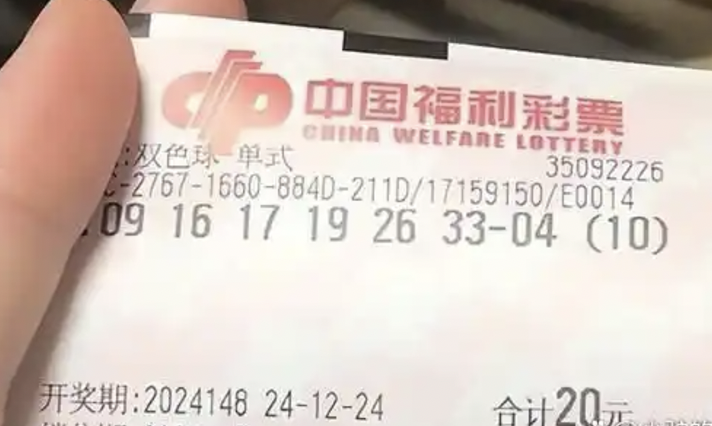 中国福利彩票
CHINA WELFARE LOTTERY
:双色球-单式 35092226
-2767-1660-884D-211D/17159150/E0014
09 16 17 19 26 33-04 (10)
开奖期:2024148 24-12-24 合计20元